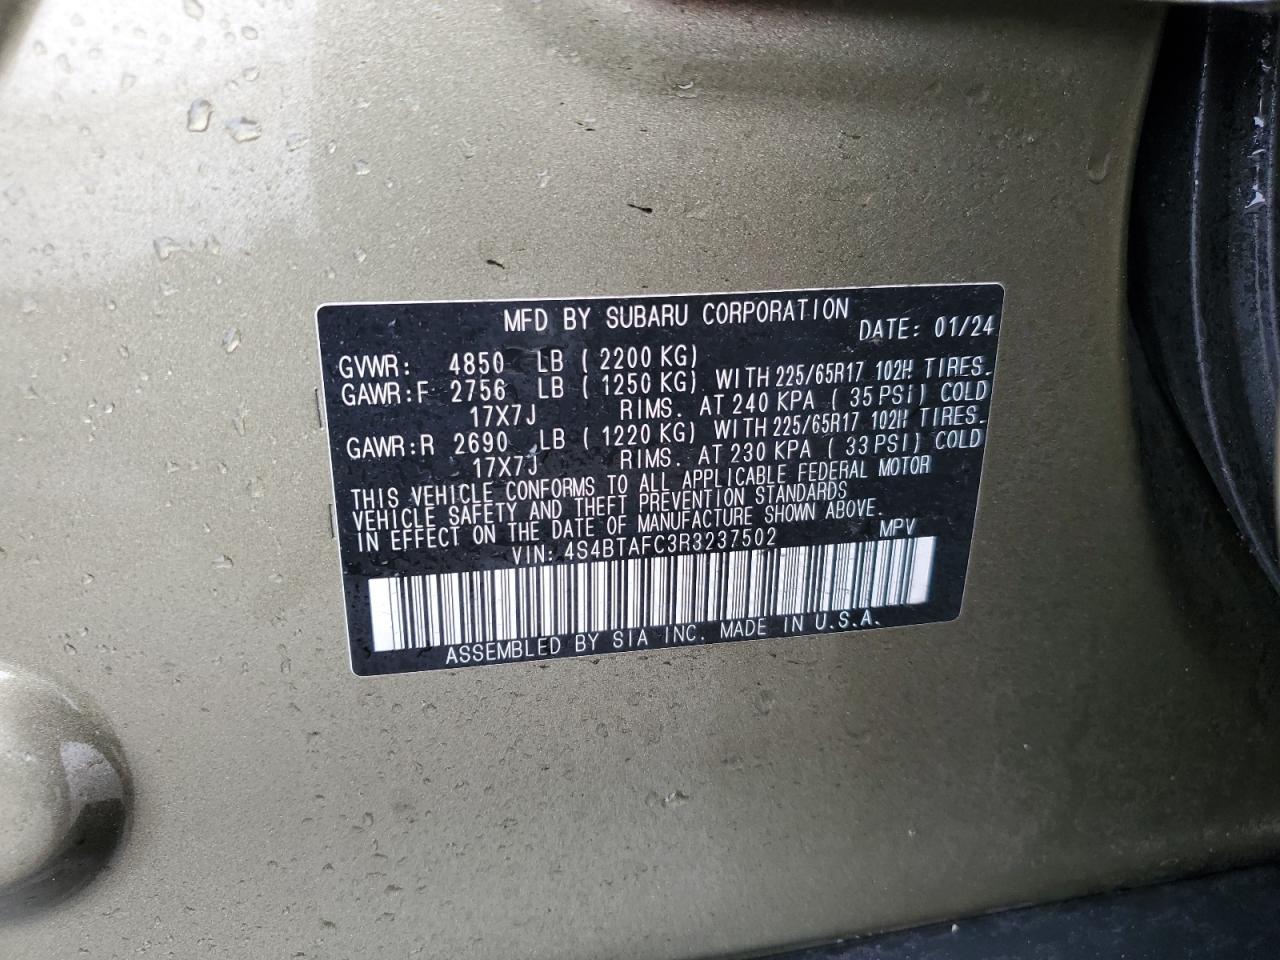 MFD BY SUBARU CORPORATION
DATE: 01/24
GVWR: 4850 LB ( 2200 KG)
GAWR:F 2756 LB ( 1250 KG) WITH 225/65R17 102H TIRES.
17X7J RIMS. AT 240 KPA ( 35 PSI) COLD
GAWR:R 2690 LB ( 1220 KG) WITH 225/65R17 102H TIRES.
17X7J RIMS. AT 230 KPA ( 33 PSI) COLD
THIS VEHICLE CONFORMS TO ALL APPLICABLE FEDERAL MOTOR
VEHICLE SAFETY AND THEFT PREVENTION STANDARDS
IN EFFECT ON THE DATE OF MANUFACTURE SHOWN ABOVE.
VIN: 4S4BTAFC3R3237502 MPV
ASSEMBLED BY SIA INC. MADE IN U.S.A.